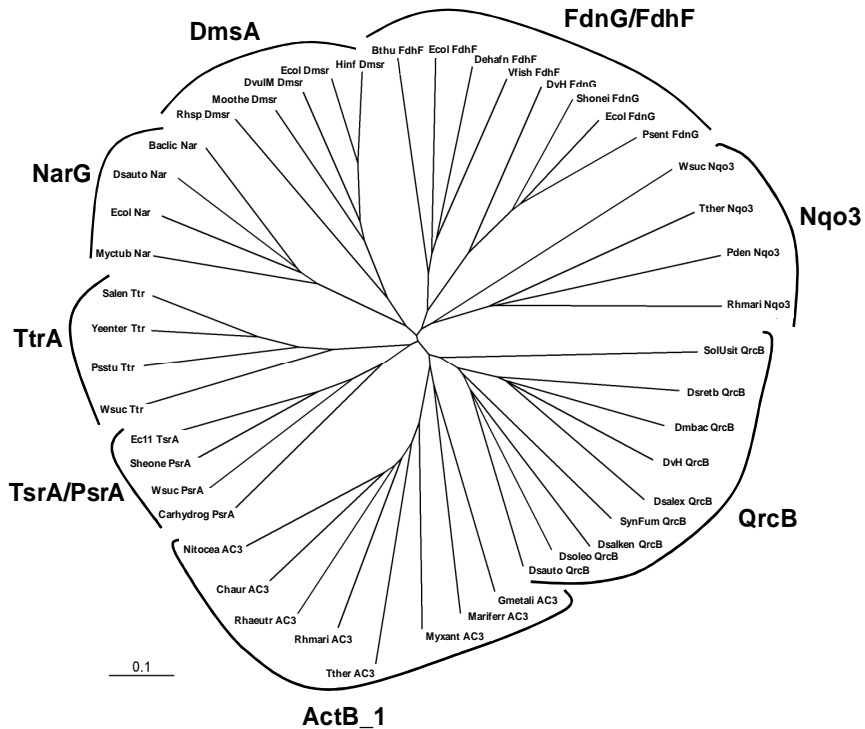 FdnG/FdhF
DmsA
Bthu FdhF
Ecol FdhF
Hinf Dmsr
Dehafn FdhF
Ecol Dmsr
Vfish FdhF
DvulM Dmsr
DvH FdnG
Moothe Dmsr
Shonei FdnG
Rhsp Dmsr
Ecol FdnG
Psent FdnG
Baclic Nar
Wsuc Nqo3
NarG
Dsauto Nar
Nqo3
Ecol Nar
Tther Nqo3
Myctub Nar
Pden Nqo3
Salen Ttr
Rhmari Nqo3
Yeenter Ttr
TtrA
SolUsit QrcB
Psstu Ttr
Dsretb QrcB
Wsuc Ttr
Dmbac QrcB
Ec11 TsrA
DvH QrcB
Sheone PsrA
TsrA/PsrA
Wsuc PsrA
Dsalex QrcB
QrcB
Carhydrog PsrA
SynFum QrcB
Nitocea AC3
Dsalken QrcB
Dsoleo QrcB
Dsauto QrcB
Chaur AC3
Gmetali AC3
Rhaeutr AC3
Mariferr AC3
Rhmari AC3
Myxant AC3
Tther AC3
0.1
ActB_1